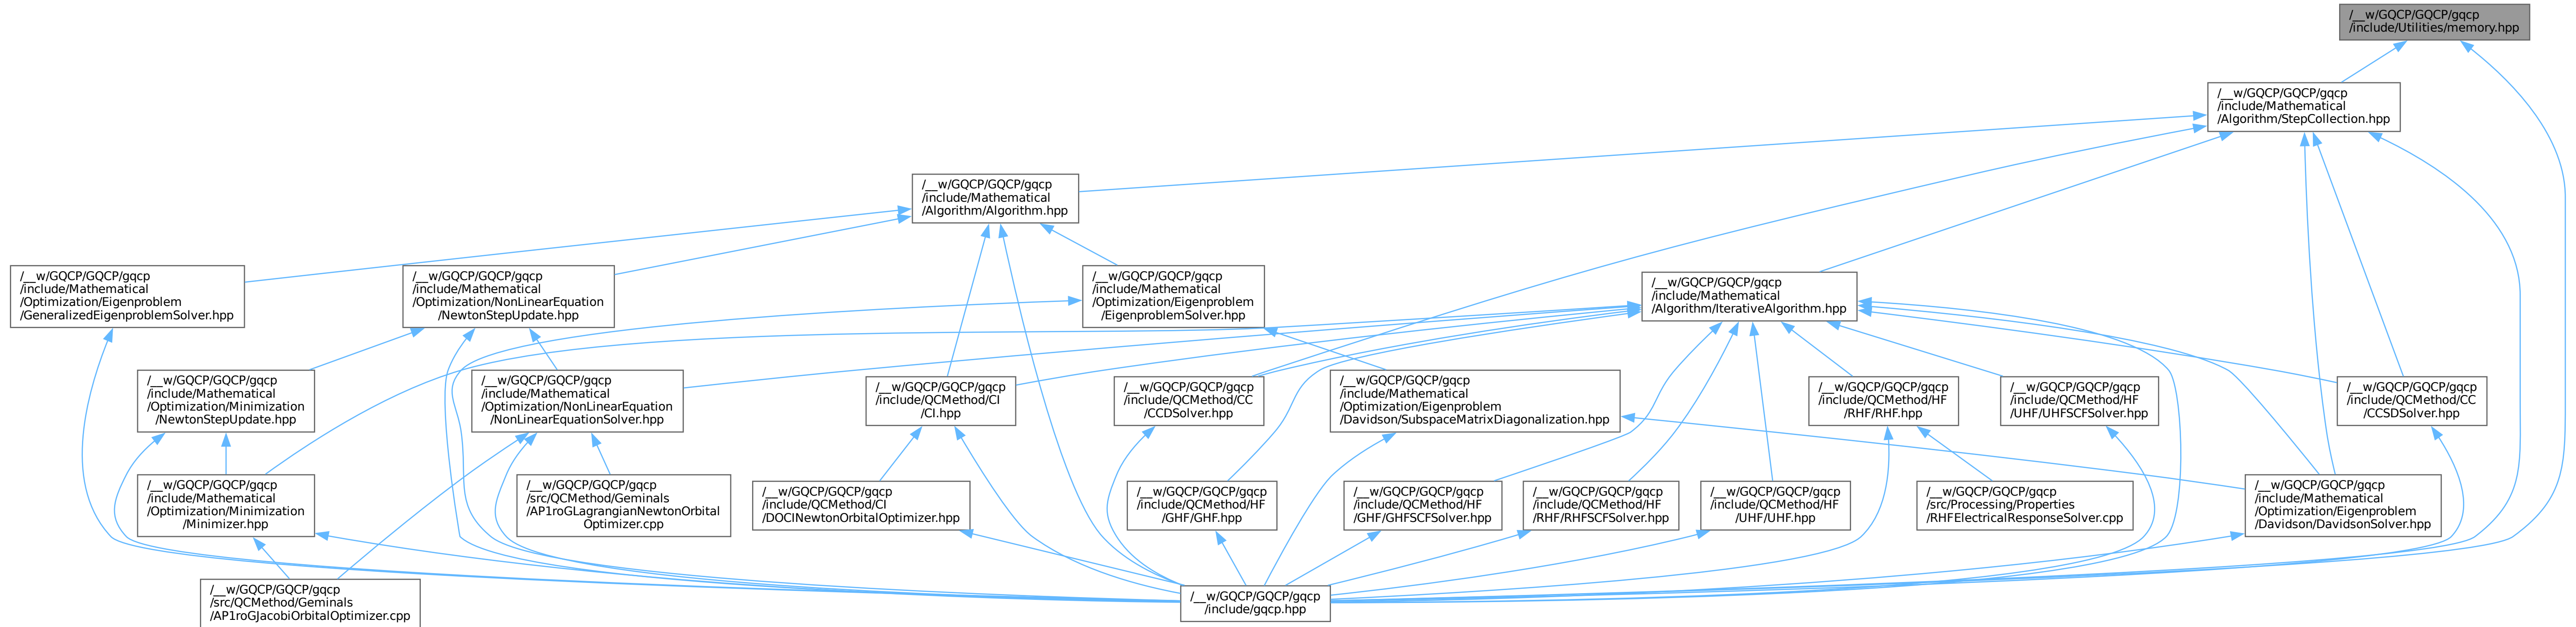 /__w/GQCP/GQCP/gqcp
/include/Utilities/memory.hpp
/__w/GQCP/GQCP/gqcp
/include/Mathematical
/Algorithm/StepCollection.hpp
/__w/GQCP/GQCP/gqcp
/include/Mathematical
/Algorithm/Algorithm.hpp
/__w/GQCP/GQCP/gqcp
/include/Mathematical
/Optimization/Eigenproblem
/GeneralizedEigenproblemSolver.hpp
/__w/GQCP/GQCP/gqcp
/include/Mathematical
/Optimization/NonLinearEquation
/NewtonStepUpdate.hpp
/__w/GQCP/GQCP/gqcp
/include/Mathematical
/Optimization/Eigenproblem
/EigenproblemSolver.hpp
/__w/GQCP/GQCP/gqcp
/include/Mathematical
/Algorithm/IterativeAlgorithm.hpp
/__w/GQCP/GQCP/gqcp
/include/Mathematical
/Optimization/Minimization
/NewtonStepUpdate.hpp
/__w/GQCP/GQCP/gqcp
/include/Mathematical
/Optimization/NonLinearEquation
/NonLinearEquationSolver.hpp
/__w/GQCP/GQCP/gqcp
/include/QCMethod/CI
/CI.hpp
/__w/GQCP/GQCP/gqcp
/include/QCMethod/CC
/CCDSolver.hpp
/__w/GQCP/GQCP/gqcp
/include/Mathematical
/Optimization/Eigenproblem
/Davidson/SubspaceMatrixDiagonalization.hpp
/__w/GQCP/GQCP/gqcp
/include/QCMethod/HF
/RHF/RHF.hpp
/__w/GQCP/GQCP/gqcp
/include/QCMethod/HF
/UHF/UHFSCFSolver.hpp
/__w/GQCP/GQCP/gqcp
/include/QCMethod/CC
/CCSDSolver.hpp
/__w/GQCP/GQCP/gqcp
/include/Mathematical
/Optimization/Minimization
/Minimizer.hpp
/__w/GQCP/GQCP/gqcp
/src/QCMethod/Geminals
/AP1roGLagrangianNewtonOrbital
Optimizer.cpp
/__w/GQCP/GQCP/gqcp
/include/QCMethod/CI
/DOCINewtonOrbitalOptimizer.hpp
/__w/GQCP/GQCP/gqcp
/include/QCMethod/HF
/GHF/GHF.hpp
/__w/GQCP/GQCP/gqcp
/include/QCMethod/HF
/GHF/GHFSCFSolver.hpp
/__w/GQCP/GQCP/gqcp
/include/QCMethod/HF
/RHF/RHFSCFSolver.hpp
/__w/GQCP/GQCP/gqcp
/include/QCMethod/HF
/UHF/UHF.hpp
/__w/GQCP/GQCP/gqcp
/src/Processing/Properties
/RHFElectricalResponseSolver.cpp
/__w/GQCP/GQCP/gqcp
/include/Mathematical
/Optimization/Eigenproblem
/Davidson/DavidsonSolver.hpp
/__w/GQCP/GQCP/gqcp
/src/QCMethod/Geminals
/AP1roGJacobiOrbitalOptimizer.cpp
/__w/GQCP/GQCP/gqcp
/include/gqcp.hpp